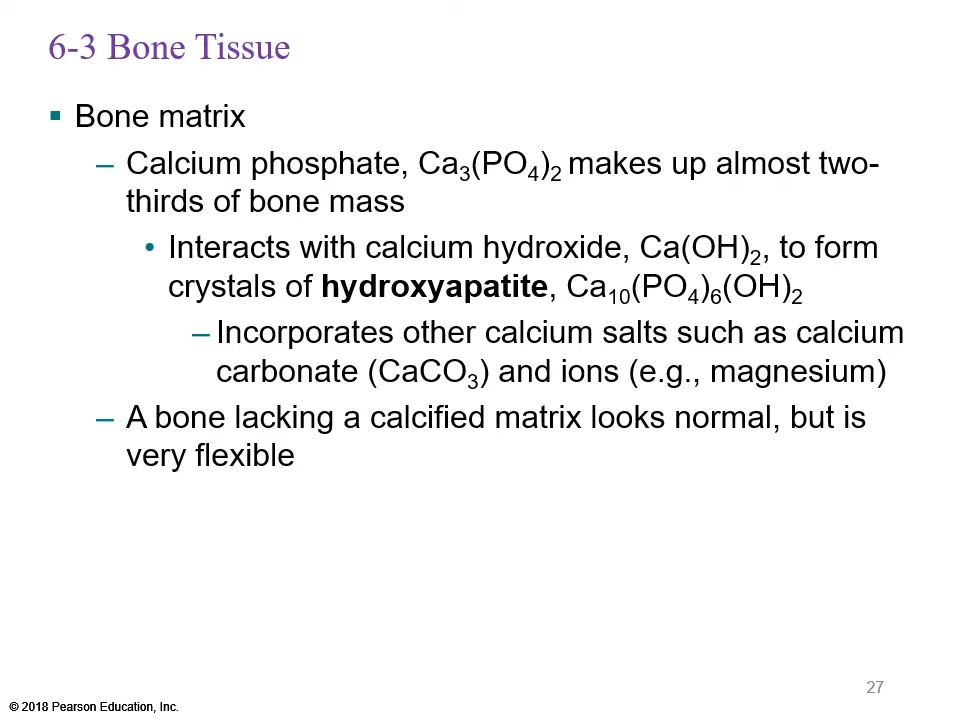 6-3 Bone Tissue
▪ Bone matrix
– Calcium phosphate, Ca₃(PO₄)₂ makes up almost two-
thirds of bone mass
• Interacts with calcium hydroxide, Ca(OH)₂, to form
crystals of hydroxyapatite, Ca₁₀(PO₄)₆(OH)₂
– Incorporates other calcium salts such as calcium
carbonate (CaCO₃) and ions (e.g., magnesium)
– A bone lacking a calcified matrix looks normal, but is
very flexible
27
© 2018 Pearson Education, Inc.